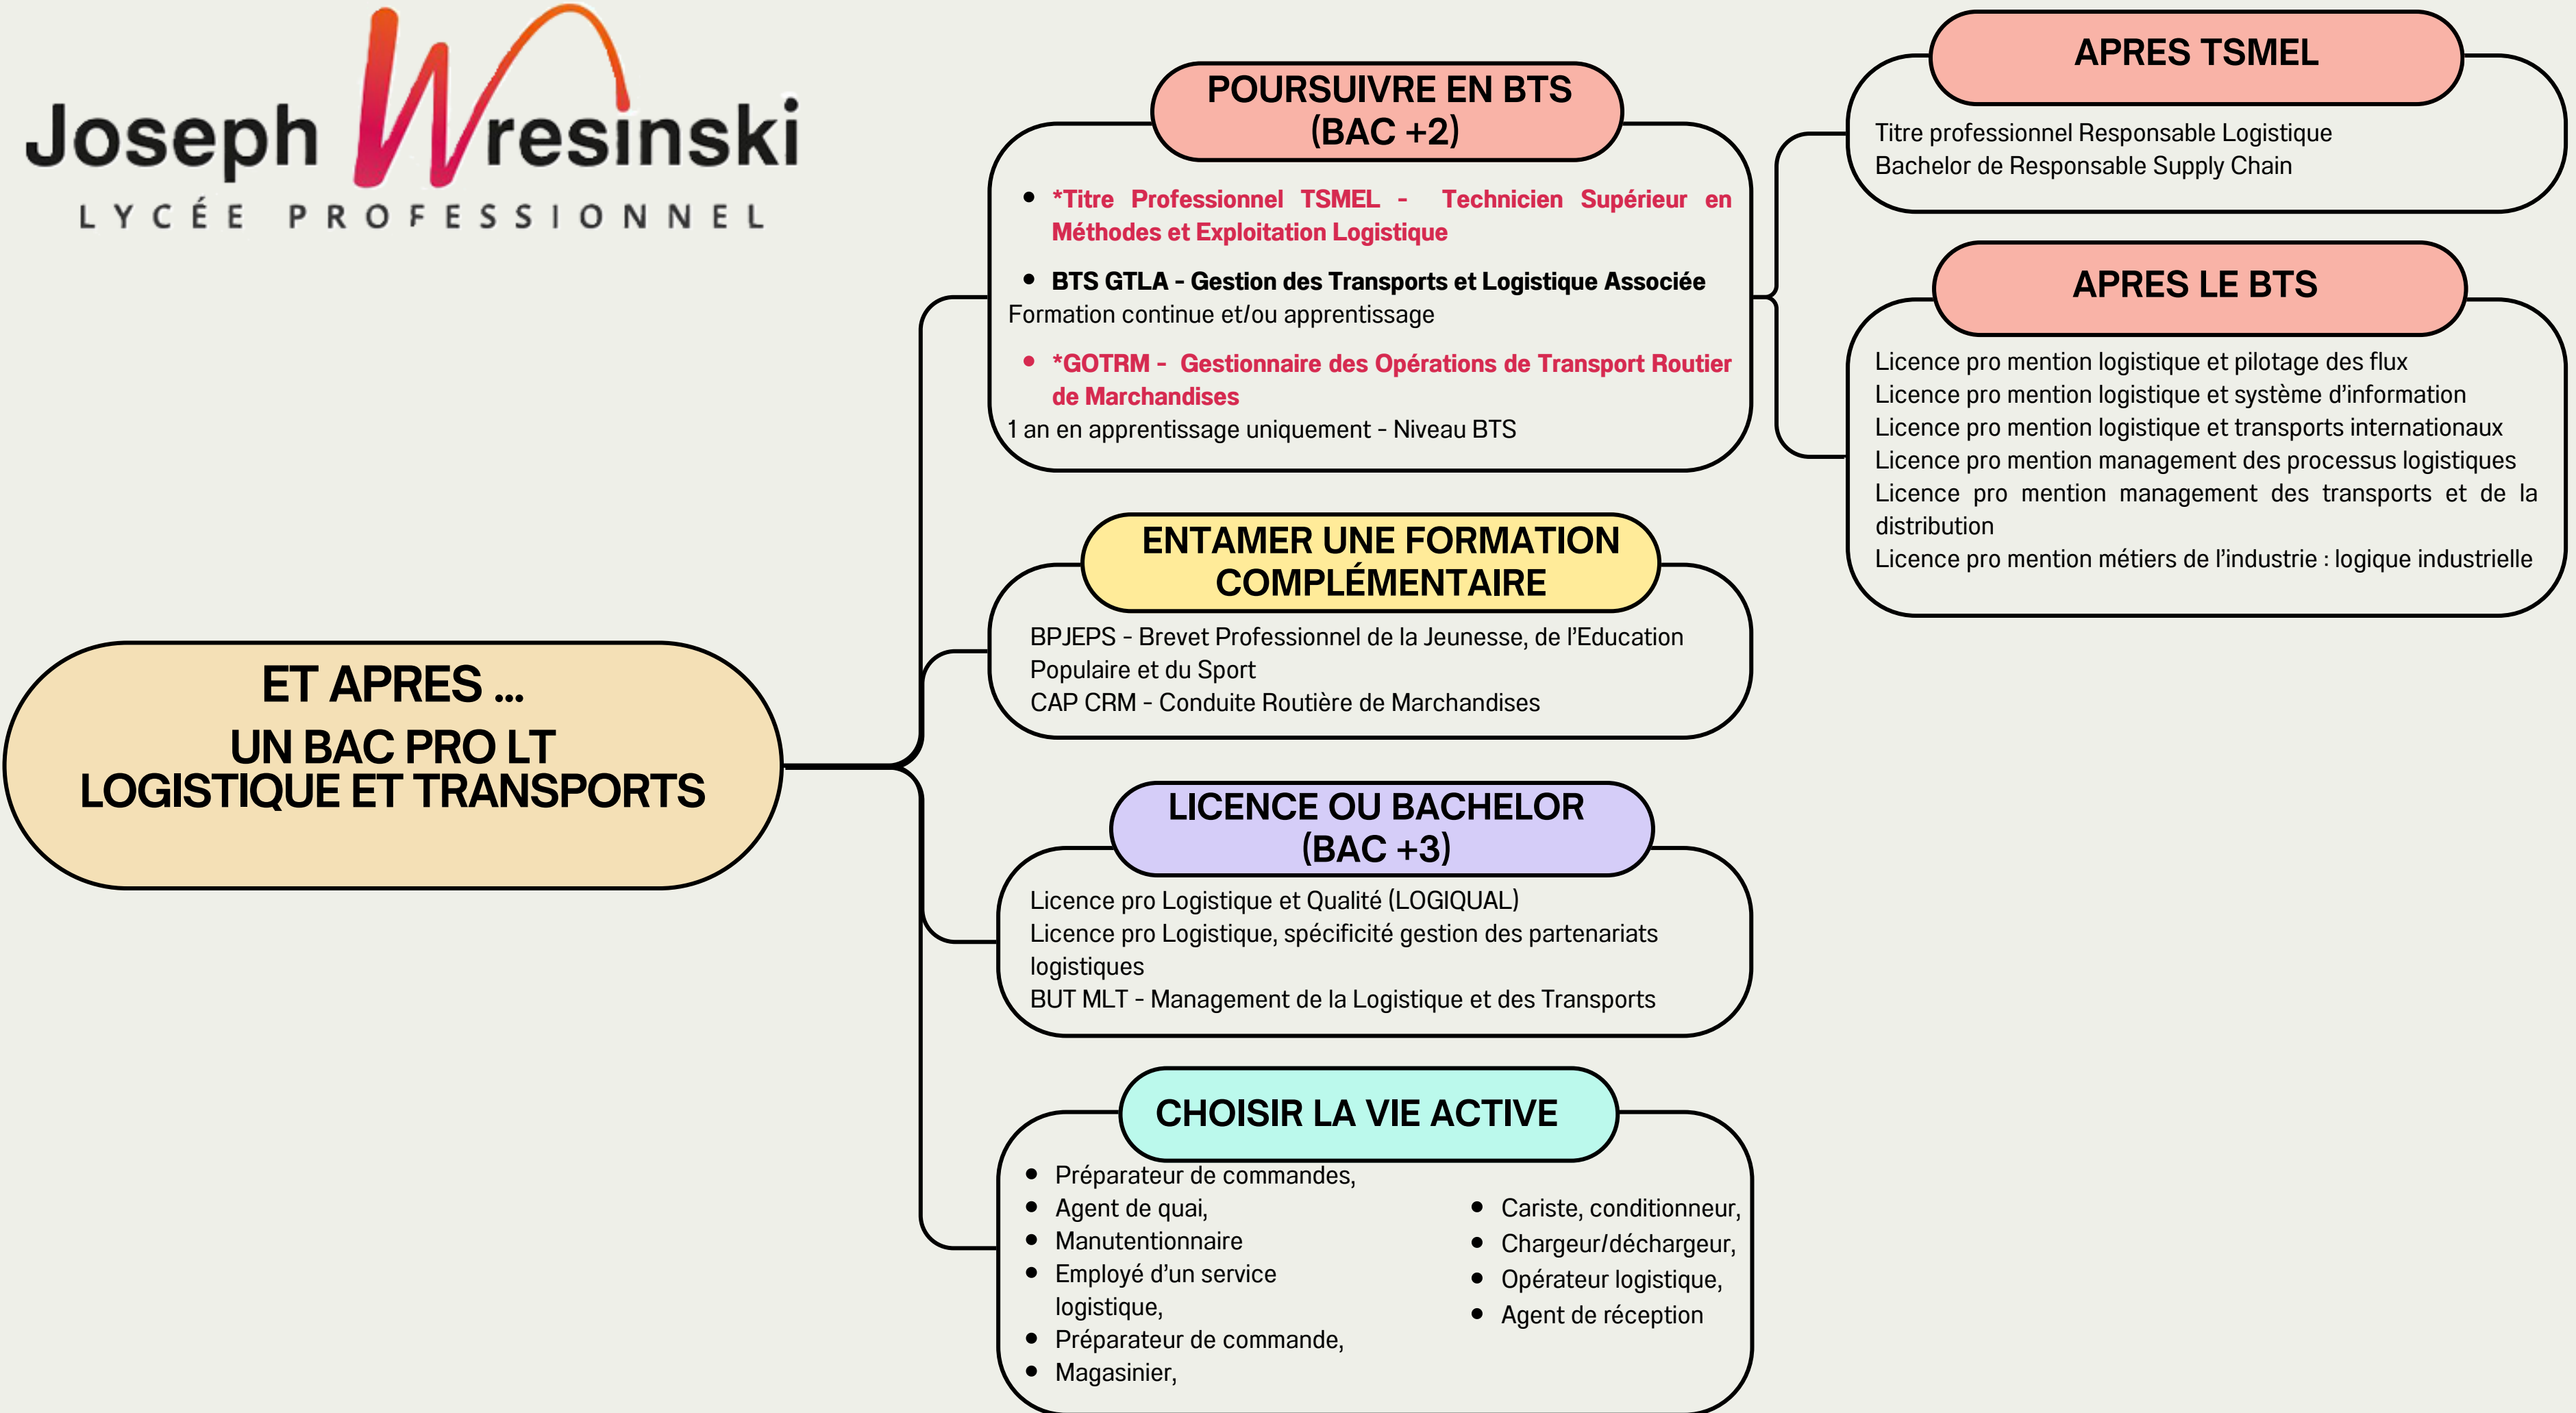 Joseph Wresinski
LYCÉE PROFESSIONNEL
ET APRES ...
UN BAC PRO LT
LOGISTIQUE ET TRANSPORTS
POURSUIVRE EN BTS
(BAC +2)
*Titre Professionnel TSMEL - Technicien Supérieur en
Méthodes et Exploitation Logistique
BTS GTLA - Gestion des Transports et Logistique Associée
Formation continue et/ou apprentissage
*GOTRM - Gestionnaire des Opérations de Transport Routier
de Marchandises
1 an en apprentissage uniquement - Niveau BTS
APRES TSMEL
Titre professionnel Responsable Logistique
Bachelor de Responsable Supply Chain
APRES LE BTS
Licence pro mention logistique et pilotage des flux
Licence pro mention logistique et système d'information
Licence pro mention logistique et transports internationaux
Licence pro mention management des processus logistiques
Licence pro mention management des transports et de la
distribution
Licence pro mention métiers de l'industrie : logique industrielle
ENTAMER UNE FORMATION
COMPLÉMENTAIRE
BPJEPS - Brevet Professionnel de la Jeunesse, de l'Education
Populaire et du Sport
CAP CRM - Conduite Routière de Marchandises
LICENCE OU BACHELOR
(BAC +3)
Licence pro Logistique et Qualité (LOGIQUAL)
Licence pro Logistique, spécificité gestion des partenariats
logistiques
BUT MLT - Management de la Logistique et des Transports
CHOISIR LA VIE ACTIVE
Préparateur de commandes,
Agent de quai,
Manutentionnaire
Employé d'un service
logistique,
Préparateur de commande,
Magasinier,
Cariste, conditionneur,
Chargeur/déchargeur,
Opérateur logistique,
Agent de réception